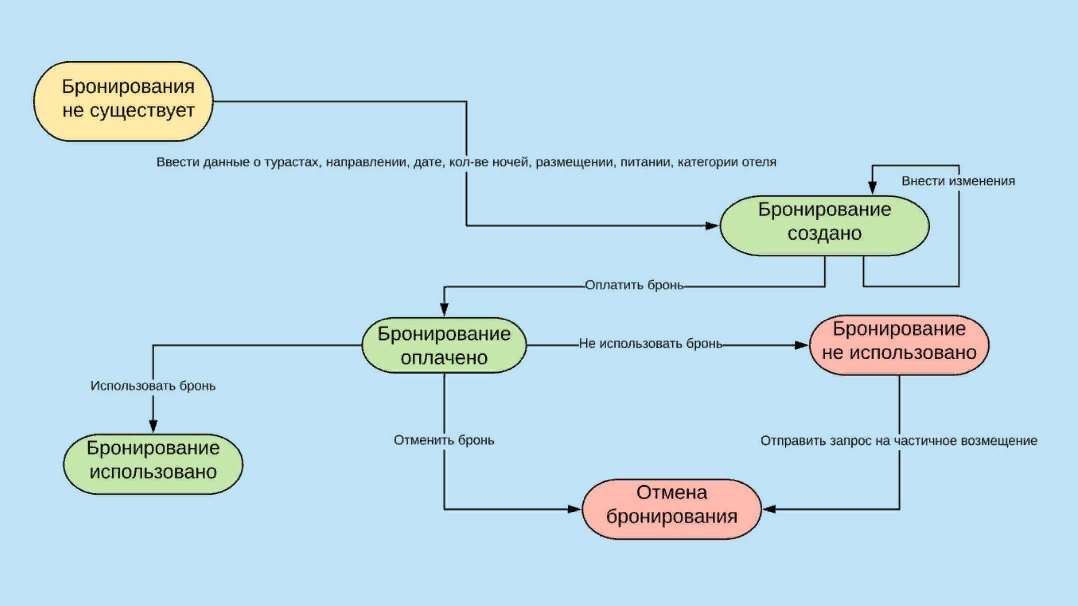 Бронирования
не существует
Ввести данные о турастах, направлении, дате, кол-ве ночей, размещении, питании, категории отеля
Внести изменения
Бронирование
создано
Оплатить бронь
Бронирование
оплачено
Не использовать бронь
Бронирование
не использовано
Использовать бронь
Бронирование
использовано
Отменить бронь
Отправить запрос на частичное возмещение
Отмена
бронирования